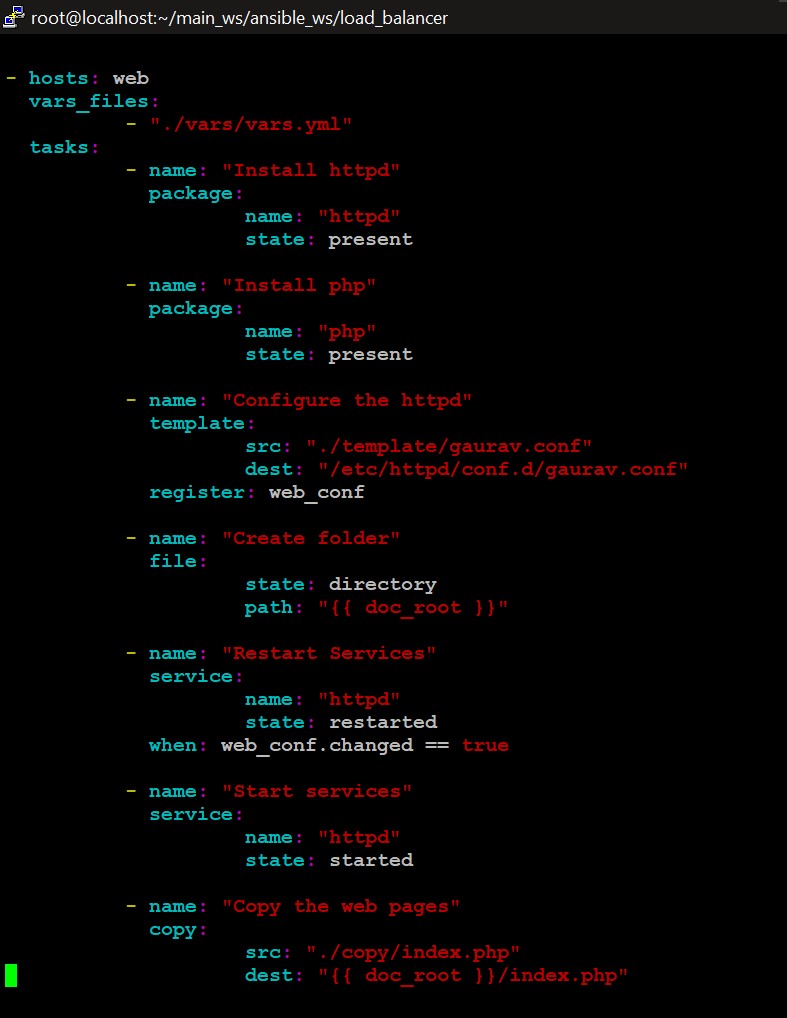 root@localhost:~/main_ws/ansible_ws/load_balancer
- hosts: web
  vars_files:
          - "./vars/vars.yml"
  tasks:
          - name: "Install httpd"
            package:
                    name: "httpd"
                    state: present

          - name: "Install php"
            package:
                    name: "php"
                    state: present

          - name: "Configure the httpd"
            template:
                    src: "./template/gaurav.conf"
                    dest: "/etc/httpd/conf.d/gaurav.conf"
            register: web_conf

          - name: "Create folder"
            file:
                    state: directory
                    path: "{{ doc_root }}"

          - name: "Restart Services"
            service:
                    name: "httpd"
                    state: restarted
            when: web_conf.changed == true

          - name: "Start services"
            service:
                    name: "httpd"
                    state: started

          - name: "Copy the web pages"
            copy:
                    src: "./copy/index.php"
                    dest: "{{ doc_root }}/index.php"